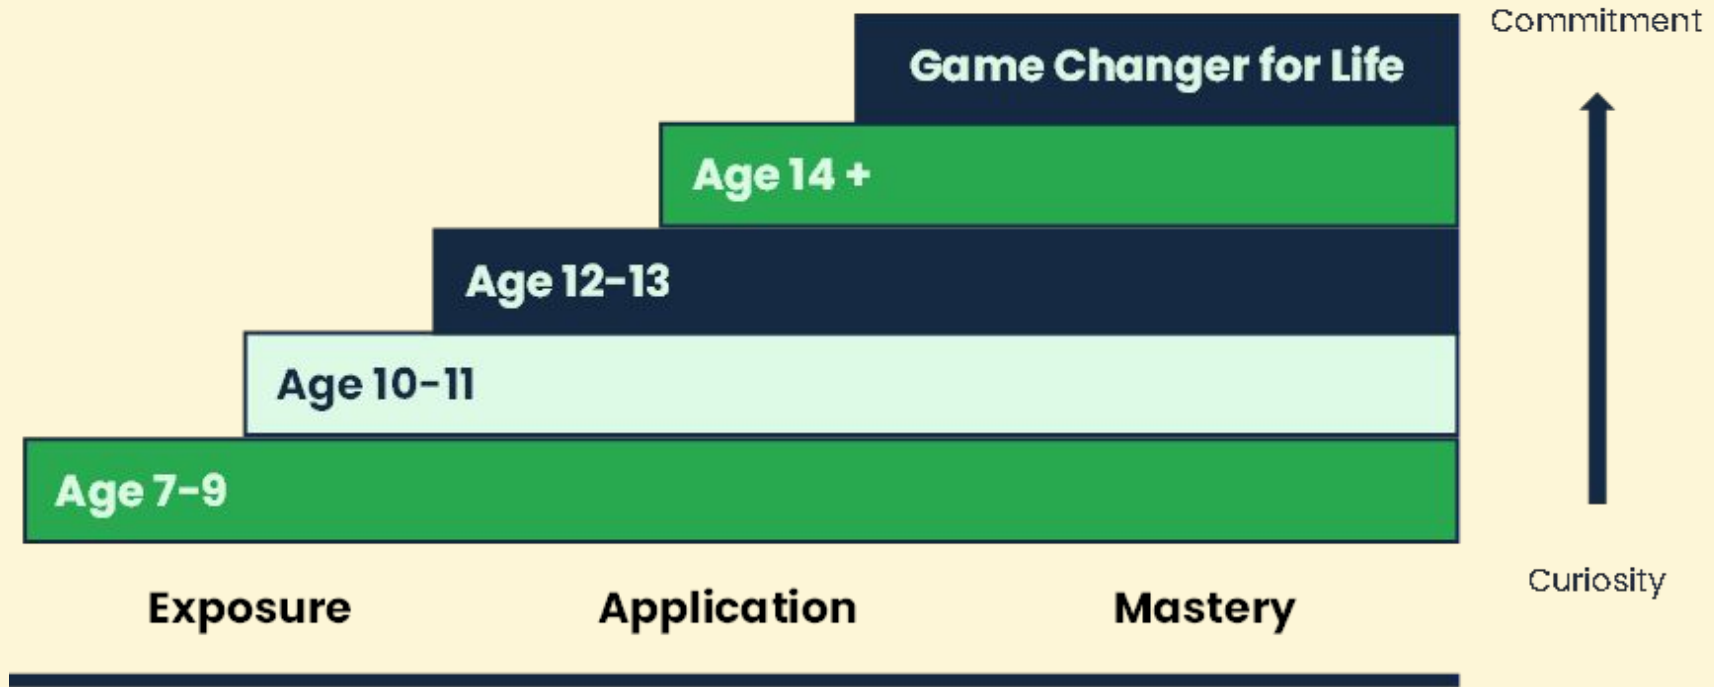 Commitment
Game Changer for Life
Age 14 +
Age 12-13
Age 10-11
Age 7-9
Curiosity
Exposure Application Mastery